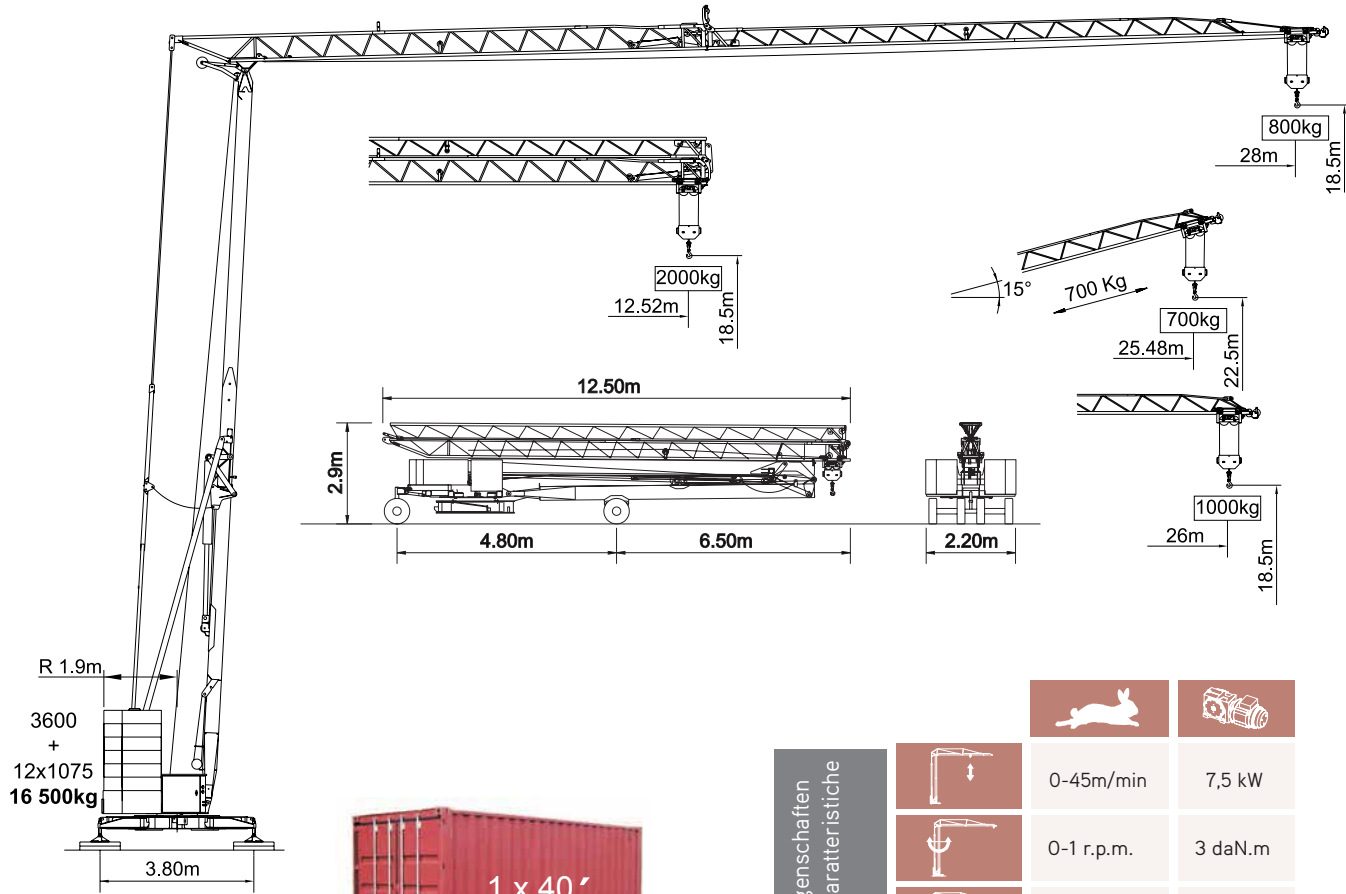 800kg
28m
18.5m
2000kg
12.52m
18.5m
15°
700 Kg
700kg
25.48m
22.5m
12.50m
2.9m
4.80m
6.50m
2.20m
1000kg
26m
18.5m
R 1.9m
3600
+
12x1075
16 500kg
3.80m
1 x 40´
0-45m/min
7,5 kW
0-1 r.p.m.
3 daN.m
genschaften
aratteristiche